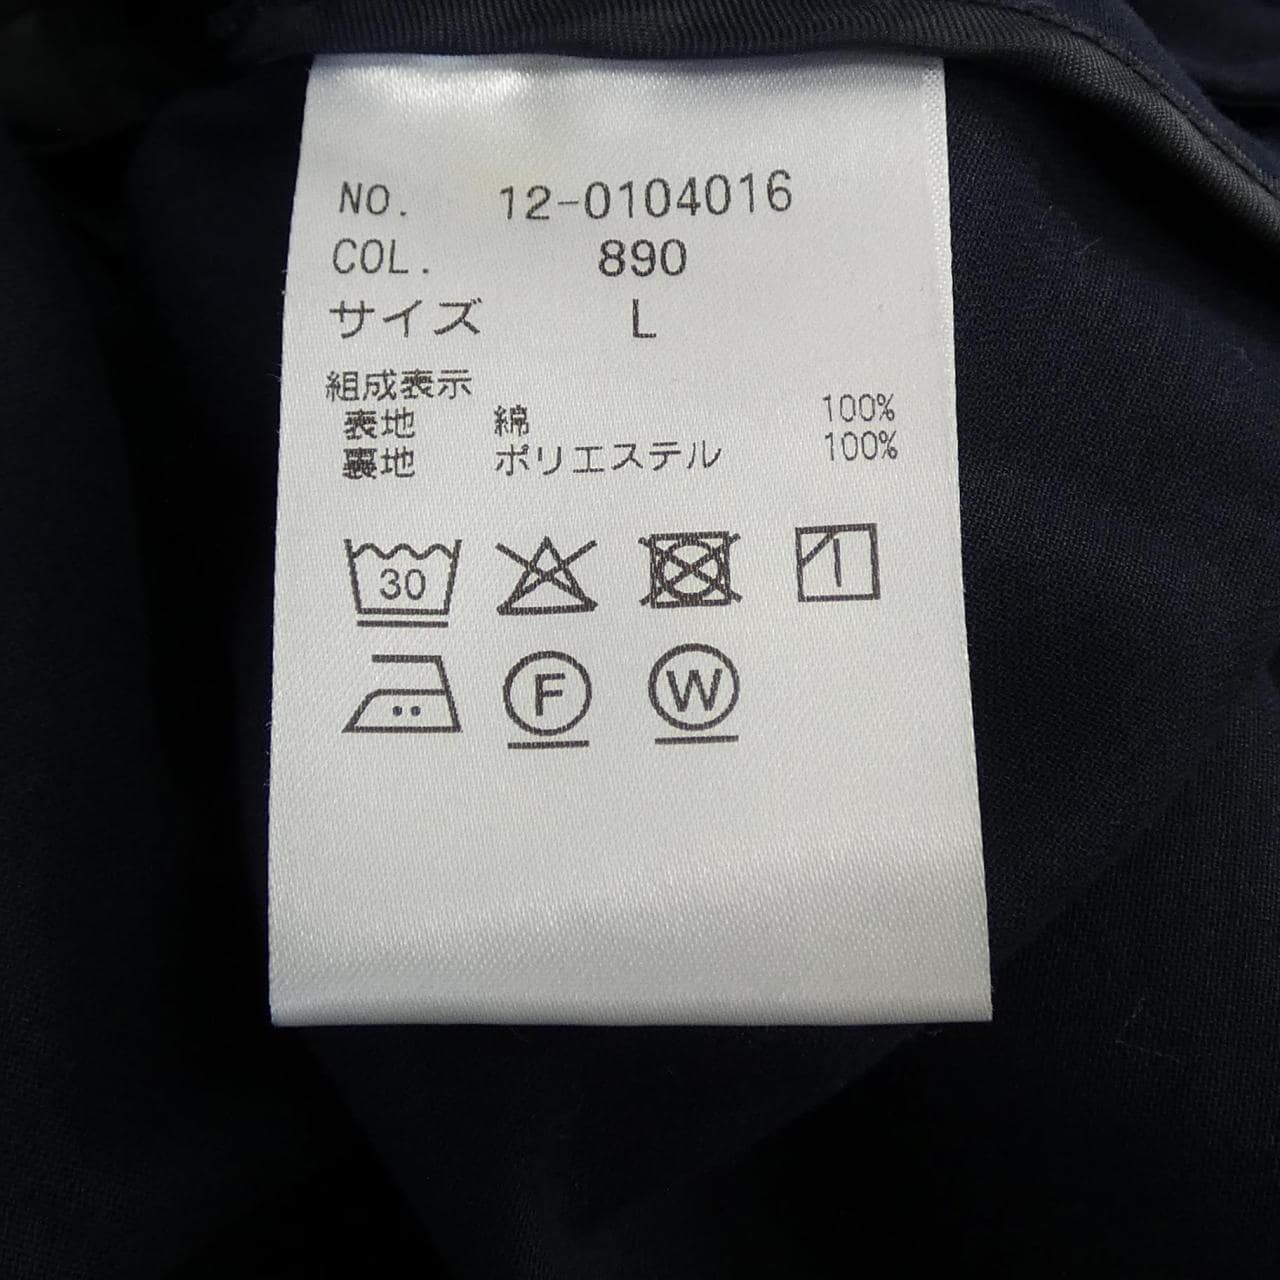 NO. 12-0104016
COL. 890
サイズ L
組成表示
表地 綿 100%
裏地 ポリエステル 100%
30
F W